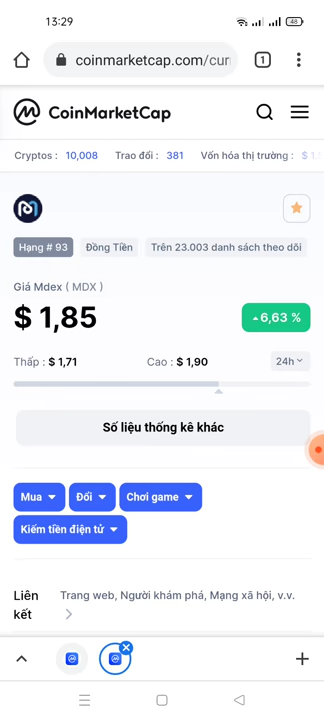 13:29
48
coinmarketcap.com/curr
1
CoinMarketCap
Cryptos : 10,008 Trao đổi : 381 Vốn hóa thị trường :
Hạng # 93 Đồng Tiền Trên 23.003 danh sách theo dõi
Giá Mdex ( MDX )
$ 1,85
6,63 %
Thấp : $ 1,71 Cao : $ 1,90 24h
Số liệu thống kê khác
Mua Đổi Chơi game
Kiếm tiền điện tử
Liên kết Trang web, Người khám phá, Mạng xã hội, v.v.